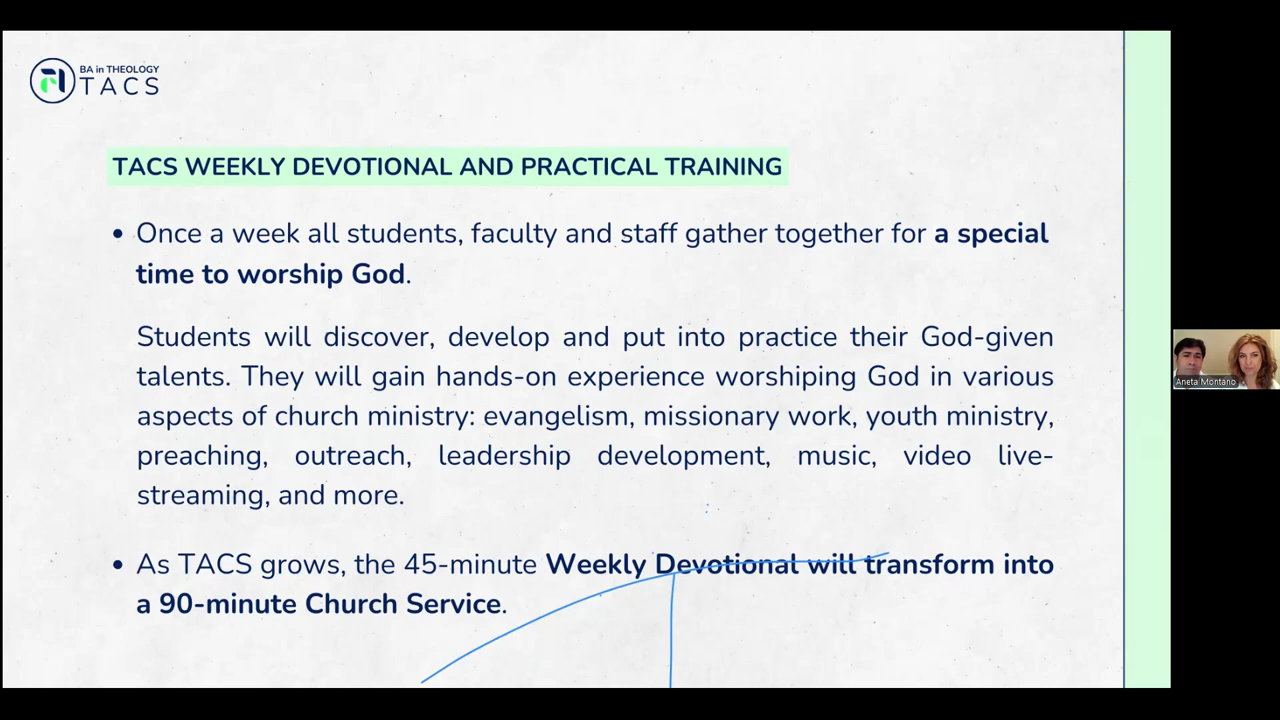 BA in THEOLOGY
TACS
TACS WEEKLY DEVOTIONAL AND PRACTICAL TRAINING
• Once a week all students, faculty and staff gather together for a special
time to worship God.
Students will discover, develop and put into practice their God-given
talents. They will gain hands-on experience worshiping God in various
aspects of church ministry: evangelism, missionary work, youth ministry,
preaching, outreach, leadership development, music, video live-
streaming, and more.
• As TACS grows, the 45-minute Weekly Devotional will transform into
a 90-minute Church Service.
Aneta Montano